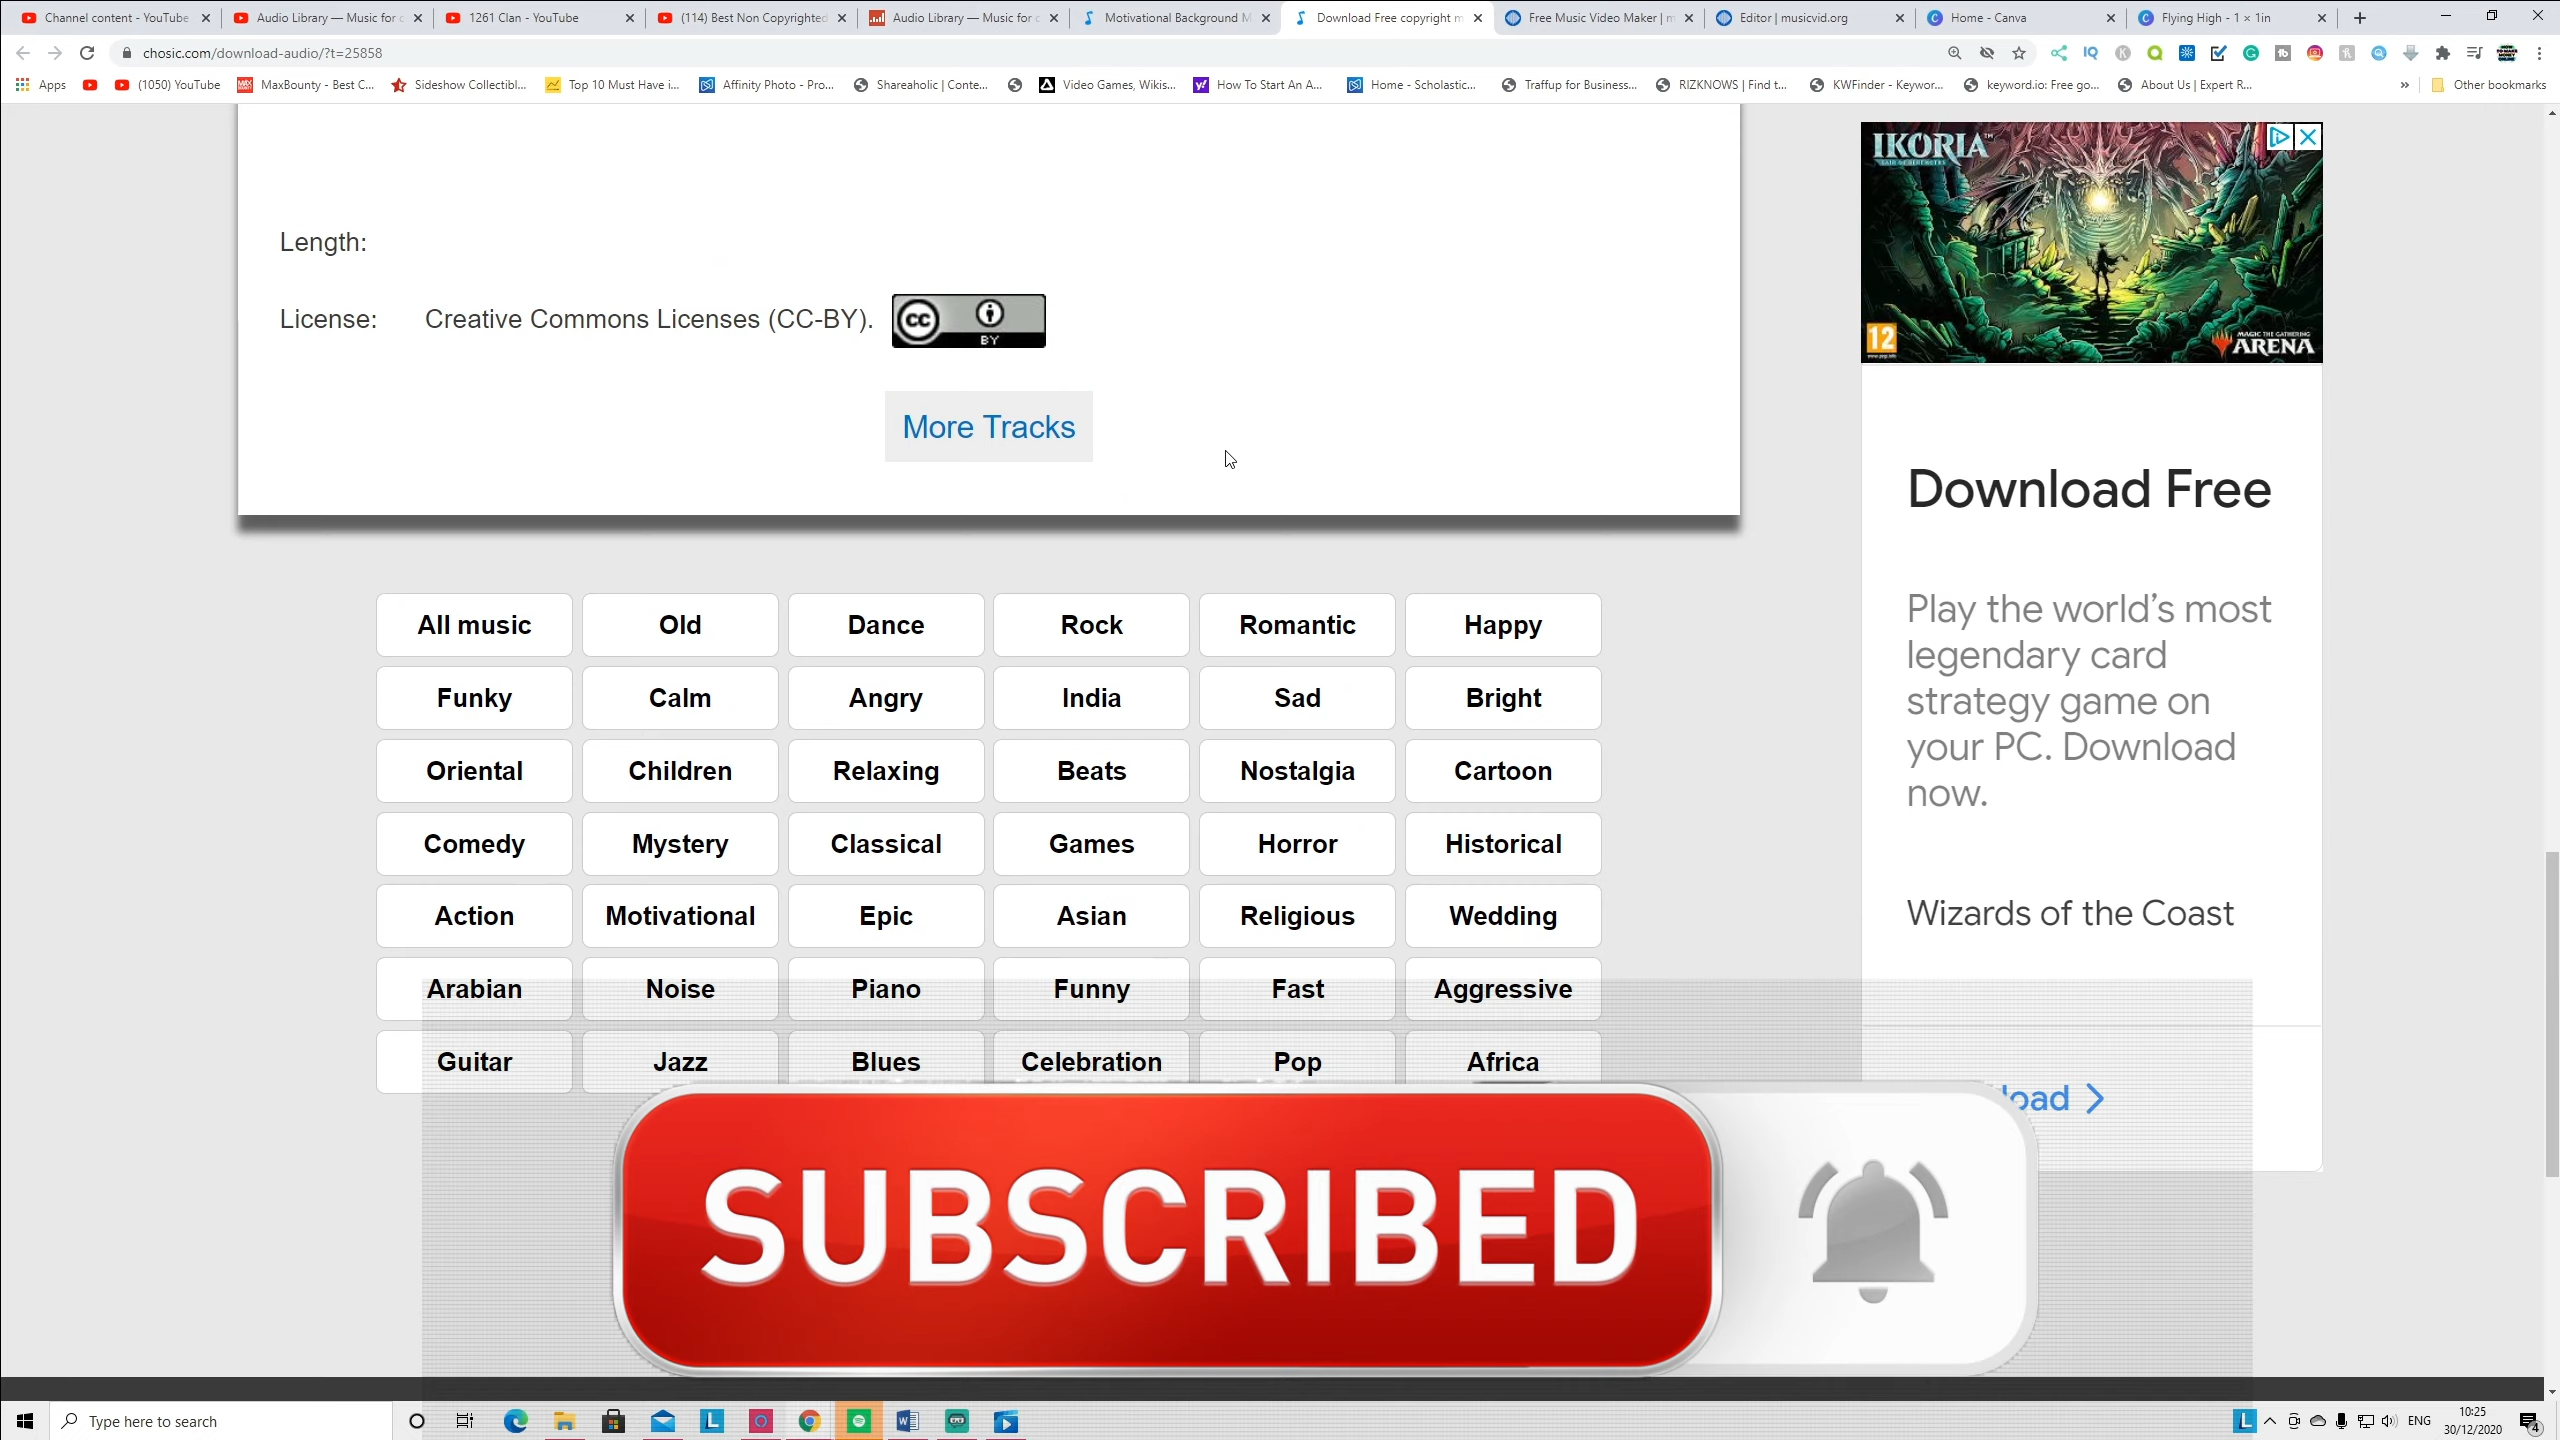 Channel content - YouTube
Audio Library — Music for c
1261 Clan - YouTube
(114) Best Non Copyrighted
Audio Library — Music for c
Motivational Background M
Download Free copyright m
Free Music Video Maker | m
Editor | musicvid.org
Home - Canva
Flying High - 1 × 1in
chosic.com/download-audio/?t=25858
Apps
(1050) YouTube
MaxBounty - Best C...
Sideshow Collectibl...
Top 10 Must Have i...
Affinity Photo - Pro...
Shareaholic | Conte...
Video Games, Wikis...
How To Start An A...
Home - Scholastic...
Traffup for Business...
RIZKNOWS | Find t...
KWFinder - Keywor...
keyword.io: Free go...
About Us | Expert R...
»
Other bookmarks
Length:
License: Creative Commons Licenses (CC-BY).
CC BY
More Tracks
All music Old Dance Rock Romantic Happy
Funky Calm Angry India Sad Bright
Oriental Children Relaxing Beats Nostalgia Cartoon
Comedy Mystery Classical Games Horror Historical
Action Motivational Epic Asian Religious Wedding
Arabian Noise Piano Funny Fast Aggressive
Guitar Jazz Blues Celebration Pop Africa
IKORIA
12
MAGIC THE GATHERING
ARENA
Download Free
Play the world's most
legendary card
strategy game on
your PC. Download
now.
Wizards of the Coast
load >
SUBSCRIBED
Type here to search
ENG
10:25
30/12/2020
4